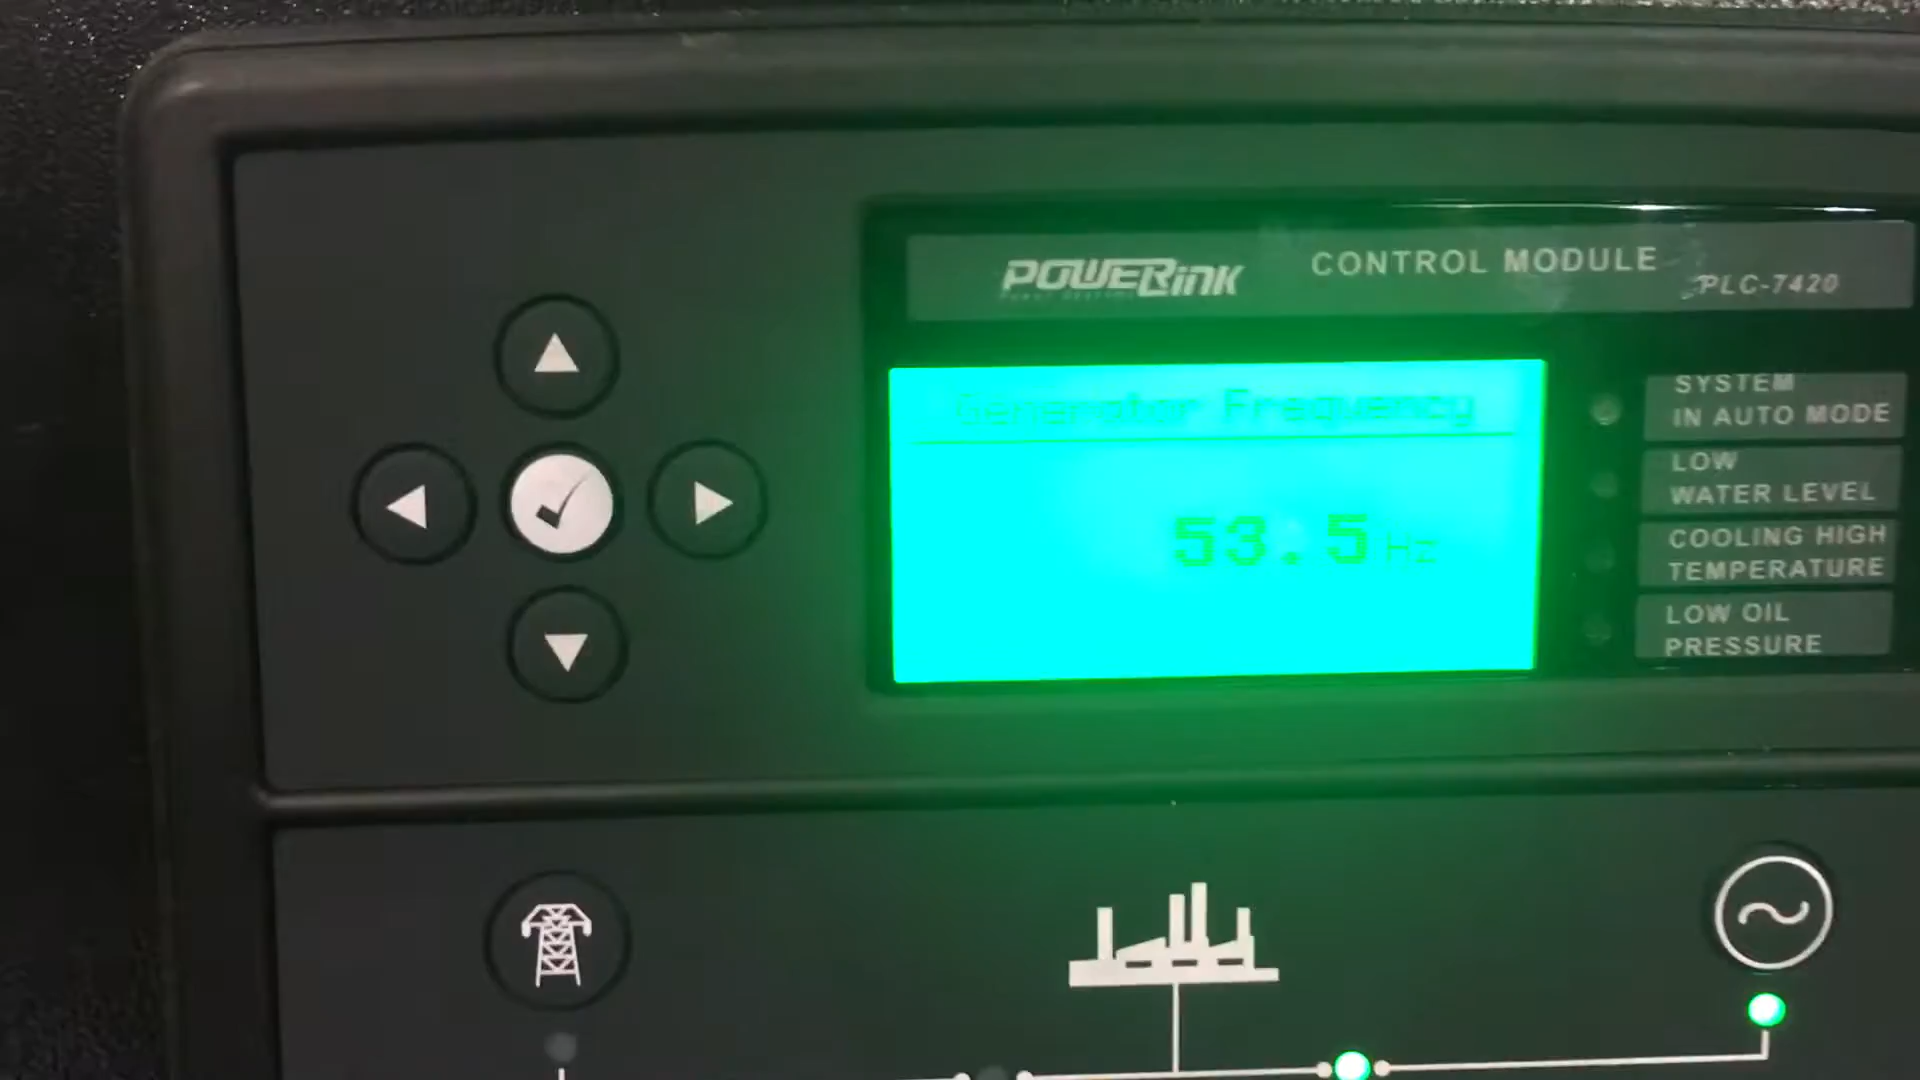 POWERink
CONTROL MODULE
PLC-7420
Generator Frequency
53.5 Hz
SYSTEM
IN AUTO MODE
LOW
WATER LEVEL
COOLING HIGH
TEMPERATURE
LOW OIL
PRESSURE